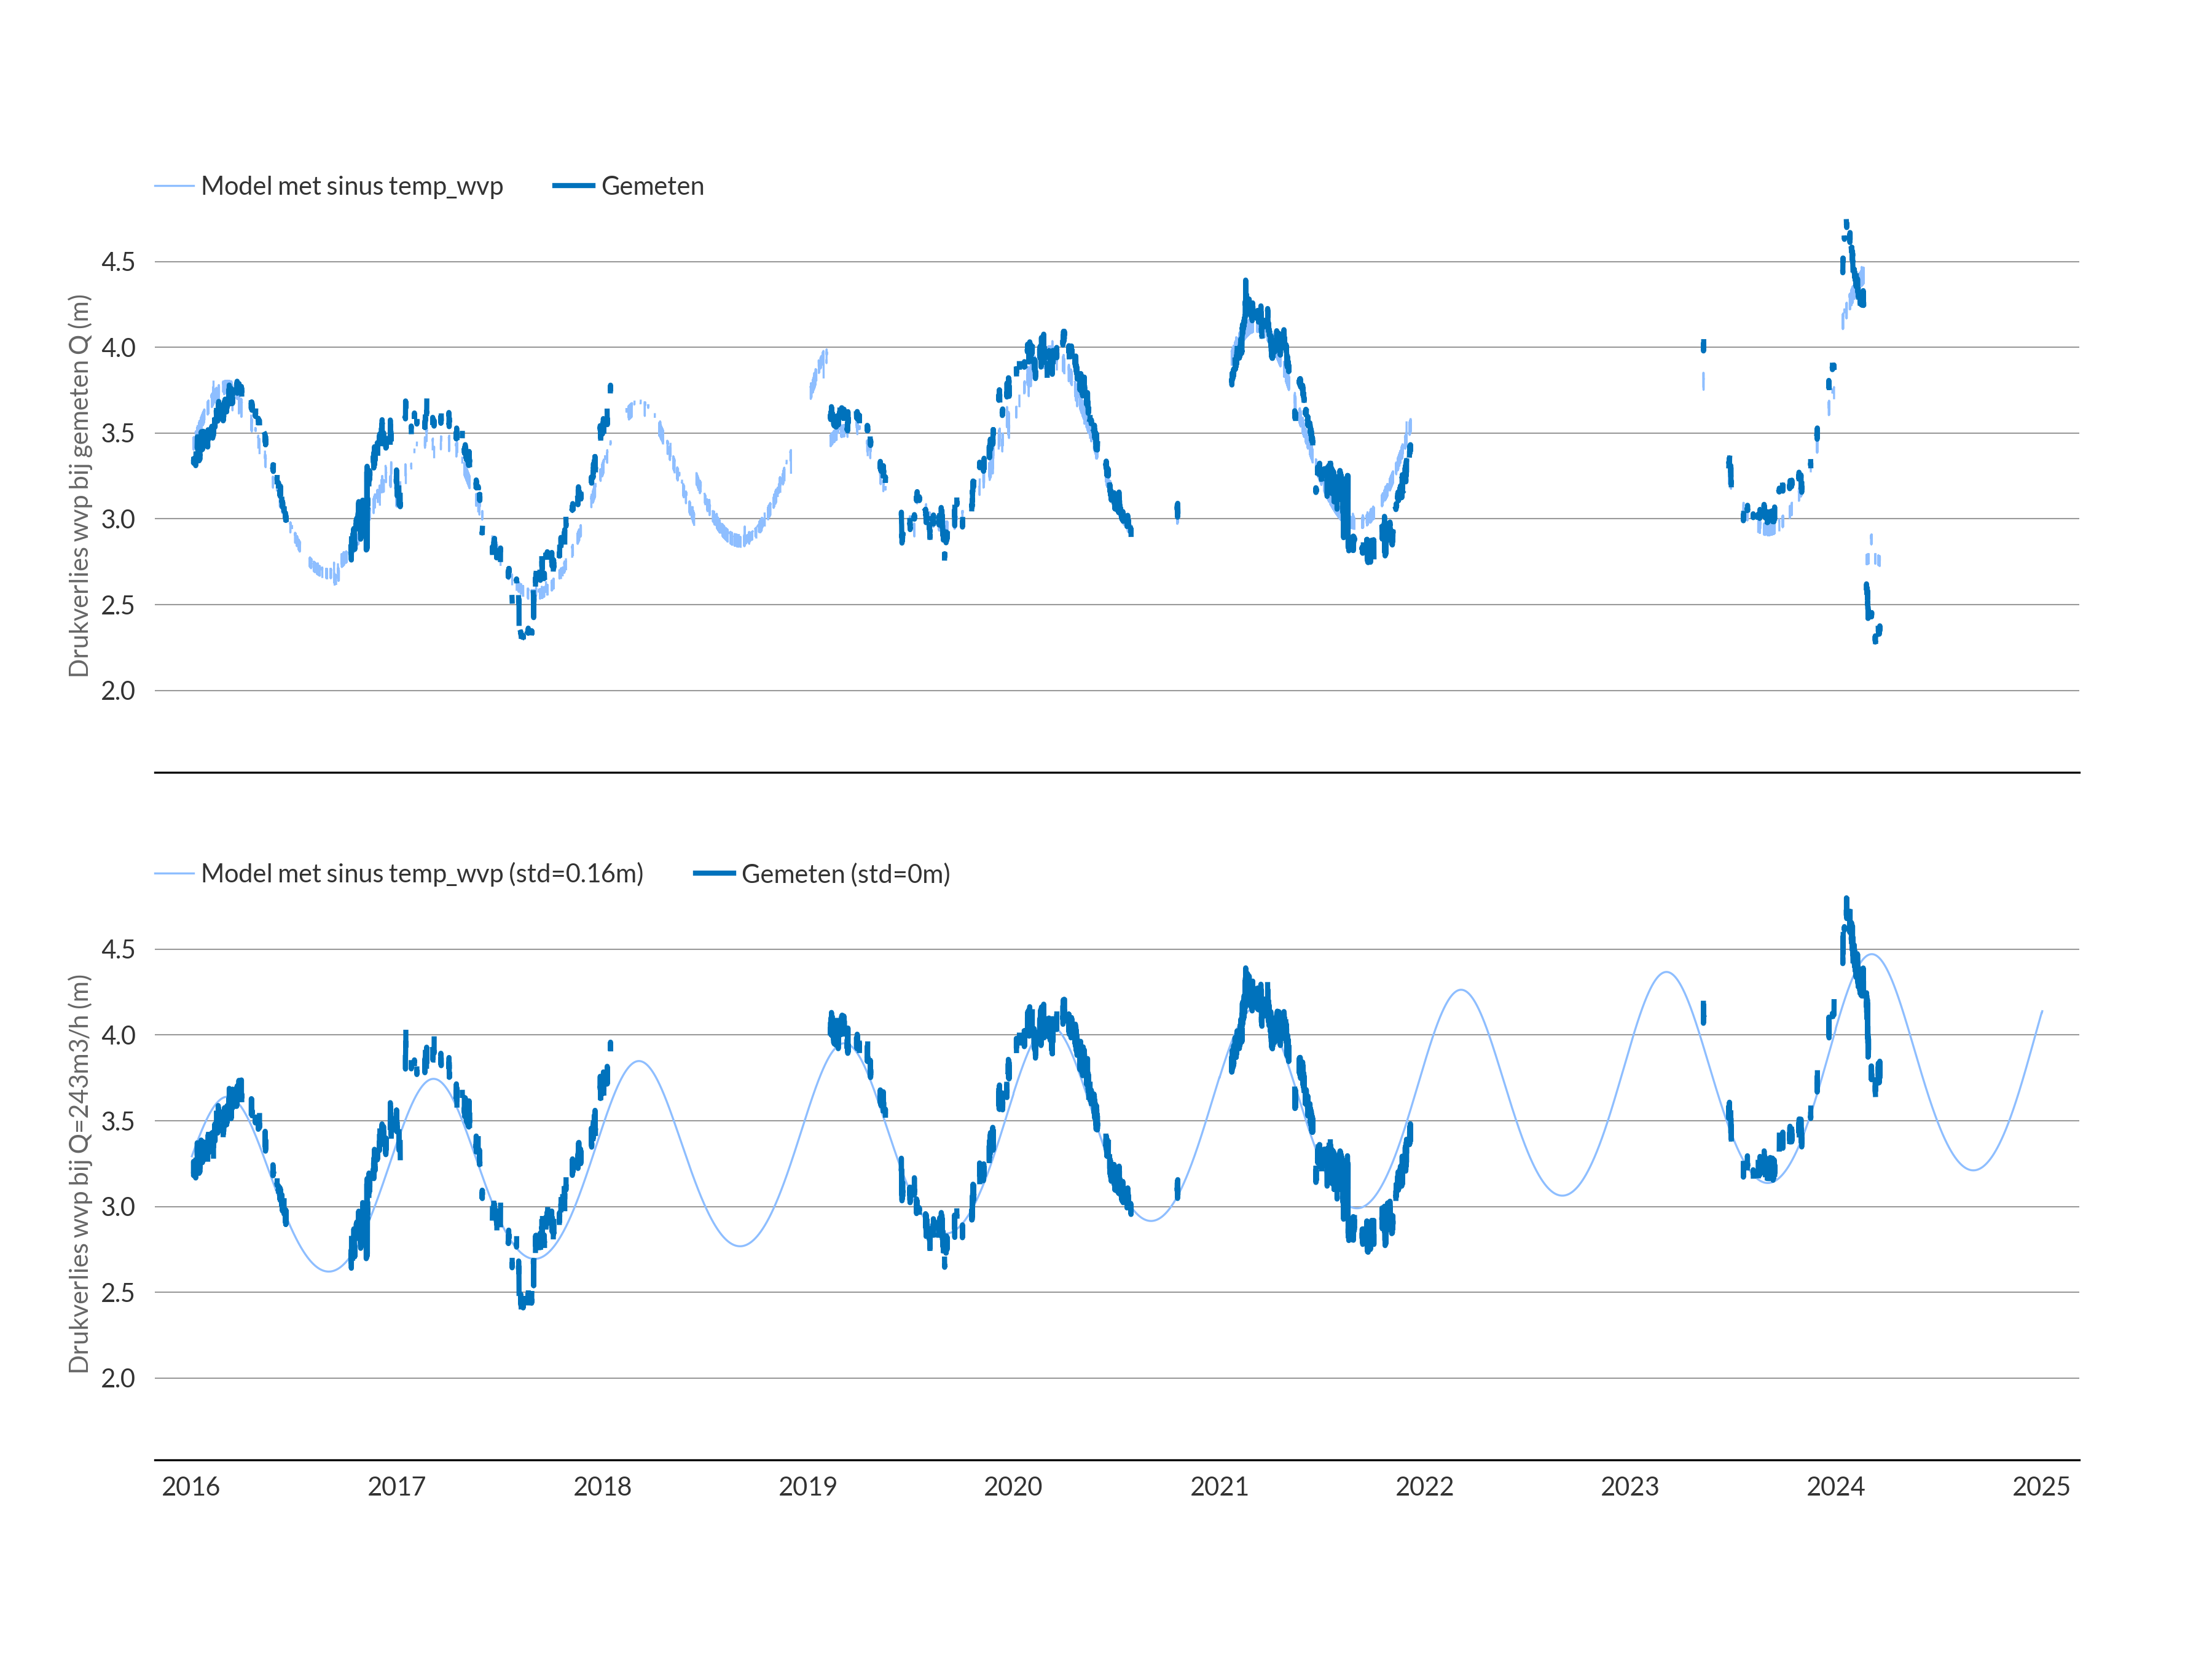 Model met sinus temp_wvp Gemeten
Drukverlies wvp bij gemeten Q (m)
4.5
4.0
3.5
3.0
2.5
2.0
Model met sinus temp_wvp (std=0.16m) Gemeten (std=0m)
Drukverlies wvp bij Q=243m3/h (m)
4.5
4.0
3.5
3.0
2.5
2.0
2016 2017 2018 2019 2020 2021 2022 2023 2024 2025